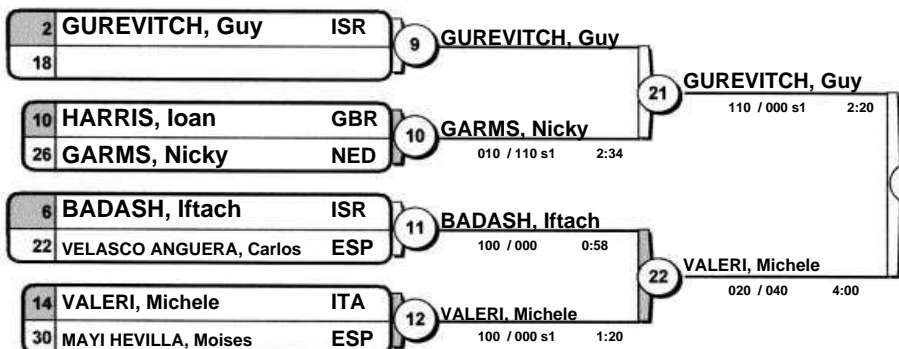 2 GUREVITCH, Guy ISR
18
9
GUREVITCH, Guy
10 HARRIS, Ioan GBR
26 GARMS, Nicky NED
10
GARMS, Nicky
010 / 110 s1 2:34
21
GUREVITCH, Guy
110 / 000 s1 2:20
6 BADASH, Iftach ISR
22 VELASCO ANGUERA, Carlos ESP
11
BADASH, Iftach
100 / 000 0:58
14 VALERI, Michele ITA
30 MAYI HEVILLA, Moises ESP
12
VALERI, Michele
100 / 000 s1 1:20
22
VALERI, Michele
020 / 040 4:00